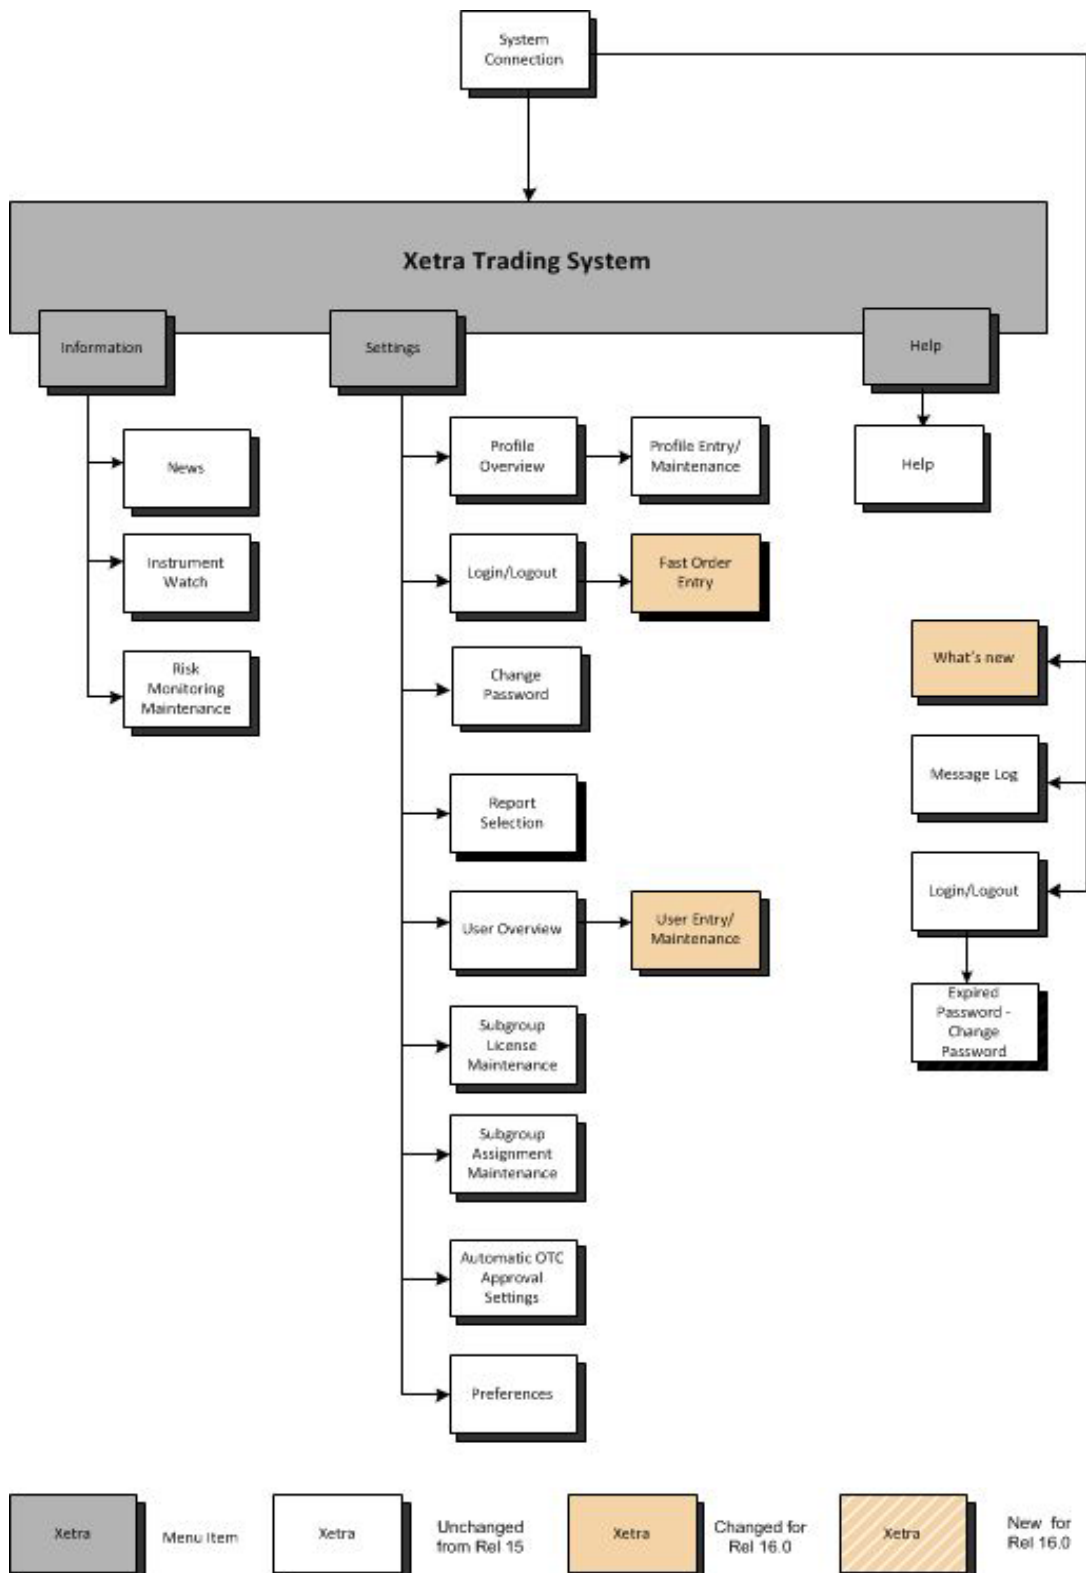 System
Connection
Xetra Trading System
Information
Settings
Help
News
Instrument
Watch
Risk
Monitoring
Maintenance
Profile
Overview
Profile Entry/
Maintenance
Login/Logout
Fast Order
Entry
Change
Password
Report
Selection
User Overview
User Entry/
Maintenance
Subgroup
License
Maintenance
Subgroup
Assignment
Maintenance
Automatic OTC
Approval
Settings
Preferences
Help
What's new
Message Log
Login/Logout
Expired
Password -
Change
Password
Xetra
Menu Item
Xetra
Unchanged
from Rel 15
Xetra
Changed for
Rel 16.0
Xetra
New for
Rel 16.0